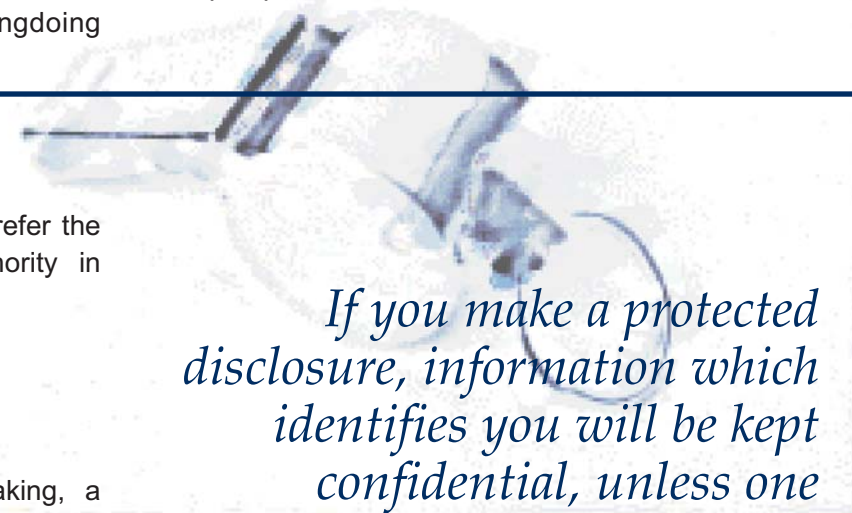 ngdoing
refer the
nority in
If you make a protected
disclosure, information which
identifies you will be kept
confidential, unless one
aking, a